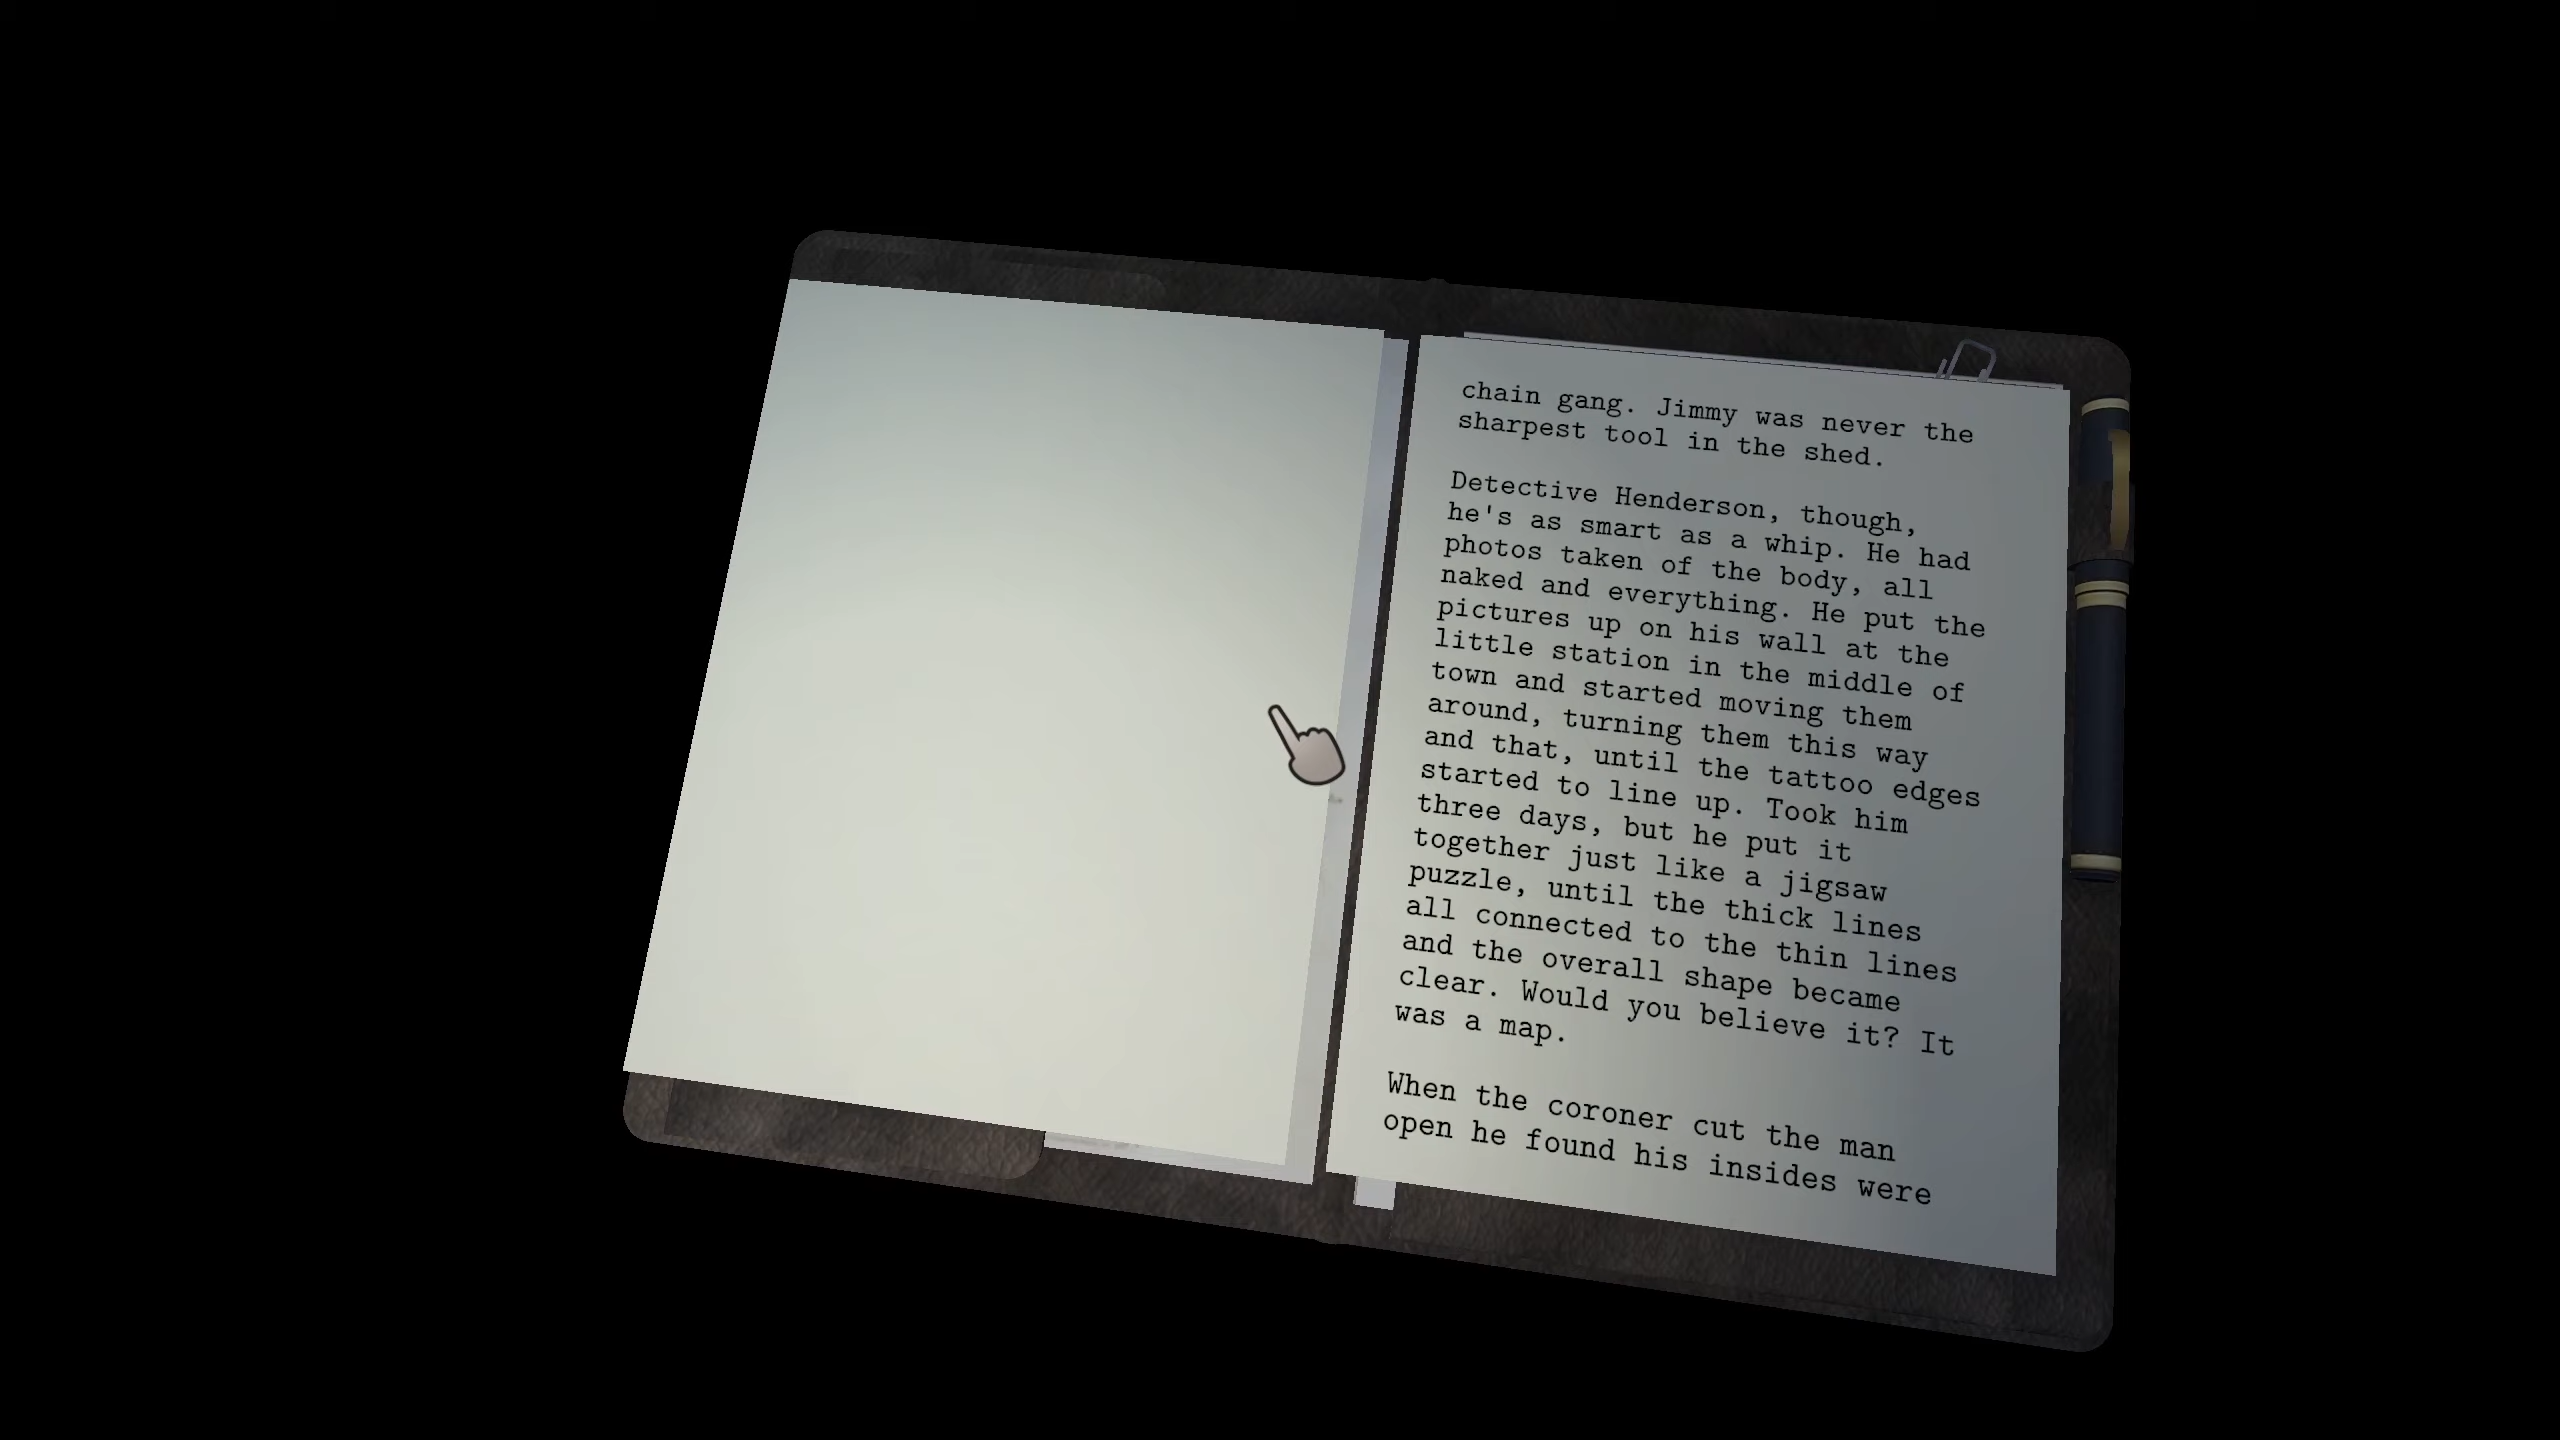 chain gang. Jimmy was never the
sharpest tool in the shed.
Detective Henderson, though,
he's as smart as a whip. He had
photos taken of the body, all
naked and everything. He put the
pictures up on his wall at the
little station in the middle of
town and started moving them
around, turning them this way
and that, until the tattoo edges
started to line up. Took him
three days, but he put it
together just like a jigsaw
puzzle, until the thick lines
all connected to the thin lines
and the overall shape became
clear. Would you believe it? It
was a map.
When the coroner cut the man
open he found his insides were